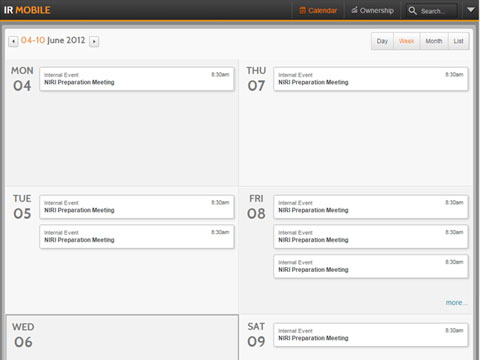 IR MOBILE
Calendar
Ownership
Search...
04-10 June 2012
Day
Week
Month
List
MON
04
Internal Event 8:30am
NIRI Preparation Meeting
THU
07
Internal Event 8:30am
NIRI Preparation Meeting
TUE
05
Internal Event 8:30am
NIRI Preparation Meeting
Internal Event 8:30am
NIRI Preparation Meeting
FRI
08
Internal Event 8:30am
NIRI Preparation Meeting
Internal Event 8:30am
NIRI Preparation Meeting
Internal Event 8:30am
NIRI Preparation Meeting
more...
WED
06
SAT
09
Internal Event 8:30am
NIRI Preparation Meeting